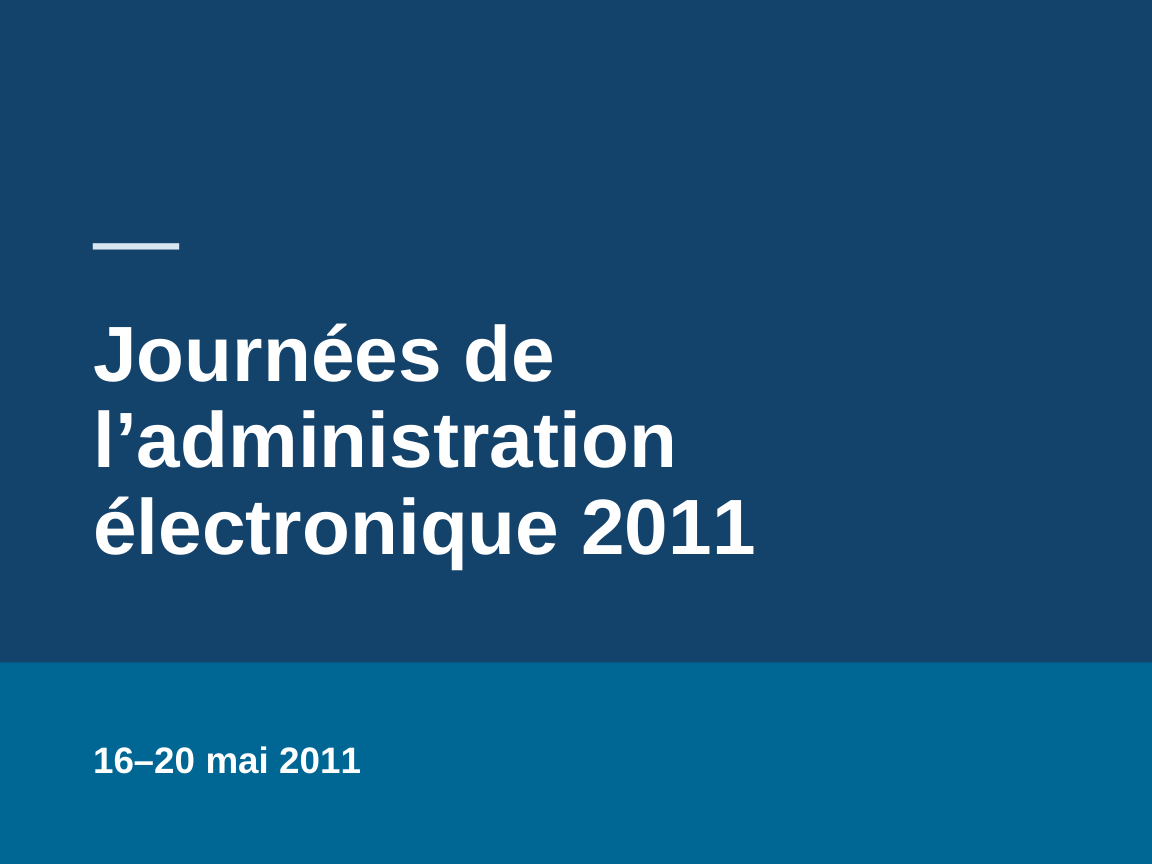 Journées de
l’administration
électronique 2011
16–20 mai 2011